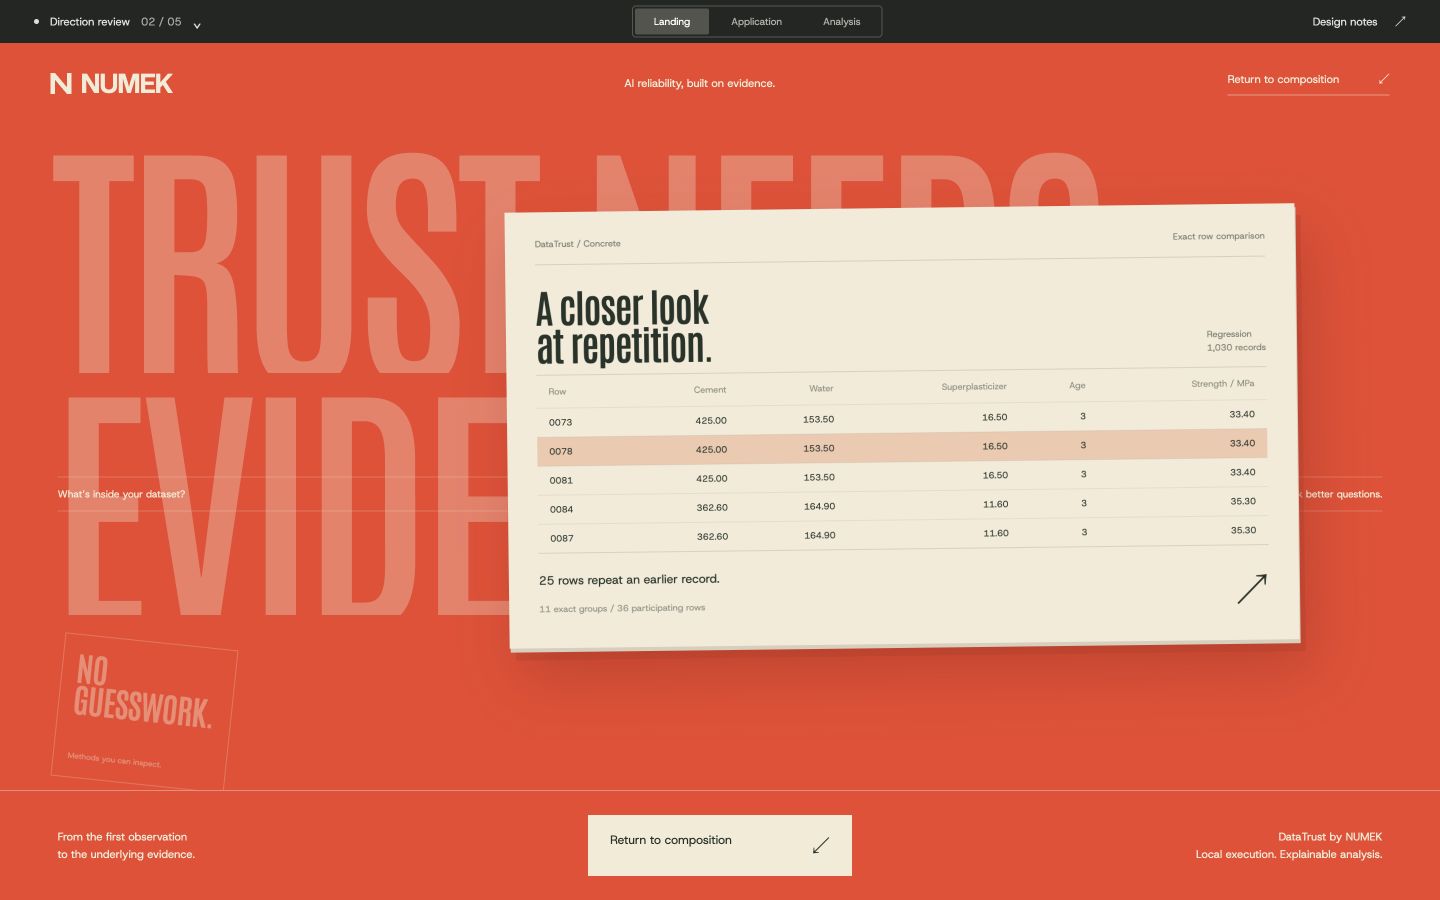 Direction review 02 / 05
Landing Application Analysis
Design notes
N NUMEK
AI reliability, built on evidence.
Return to composition
TRUST NEEDS
EVIDE
What's inside your dataset?
better questions.
DataTrust / Concrete
Exact row comparison
A closer look
at repetition.
Regression
1,030 records
Row Cement Water Superplasticizer Age Strength / MPa
0073 425.00 153.50 16.50 3 33.40
0078 425.00 153.50 16.50 3 33.40
0081 425.00 153.50 16.50 3 33.40
0084 362.60 164.90 11.60 3 35.30
0087 362.60 164.90 11.60 3 35.30
25 rows repeat an earlier record.
11 exact groups / 36 participating rows
NO
GUESSWORK.
Methods you can inspect.
From the first observation
to the underlying evidence.
Return to composition
DataTrust by NUMEK
Local execution. Explainable analysis.